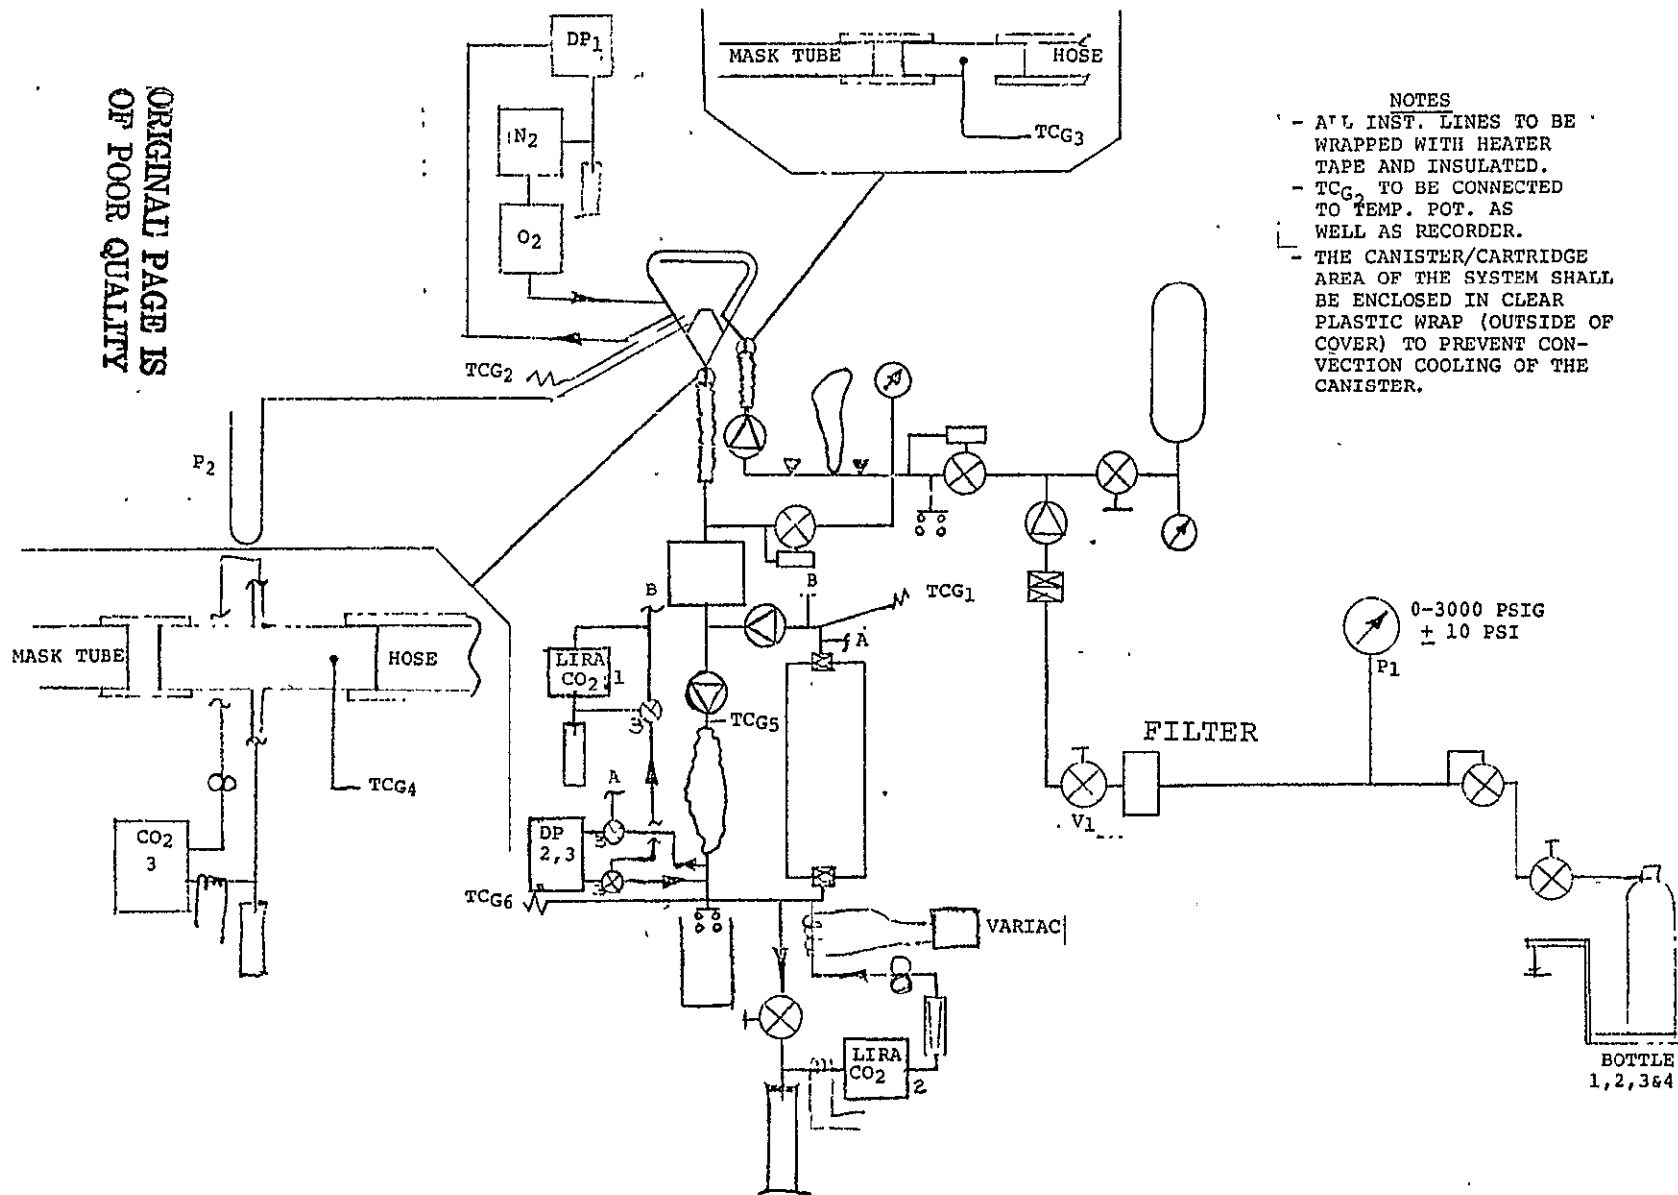 ORIGINAL PAGE IS
OF POOR QUALITY
DP1
N2
O2
MASK TUBE
HOSE
TCG3
NOTES
- ALL INST. LINES TO BE
WRAPPED WITH HEATER
TAPE AND INSULATED.
- TCG2 TO BE CONNECTED
TO TEMP. POT. AS
WELL AS RECORDER.
- THE CANISTER/CARTRIDGE
AREA OF THE SYSTEM SHALL
BE ENCLOSED IN CLEAR
PLASTIC WRAP (OUTSIDE OF
COVER) TO PREVENT CON-
VECTION COOLING OF THE
CANISTER.
TCG2
P2
B
B
TCG1
A
0-3000 PSIG
± 10 PSI
P1
MASK TUBE
HOSE
LIRA
CO2 1
3
TCG5
FILTER
TCG4
A
V1
CO2
3
DP
2,3
3
3
TCG6
VARIAC
LIRA
CO2
2
BOTTLE
1,2,3&4